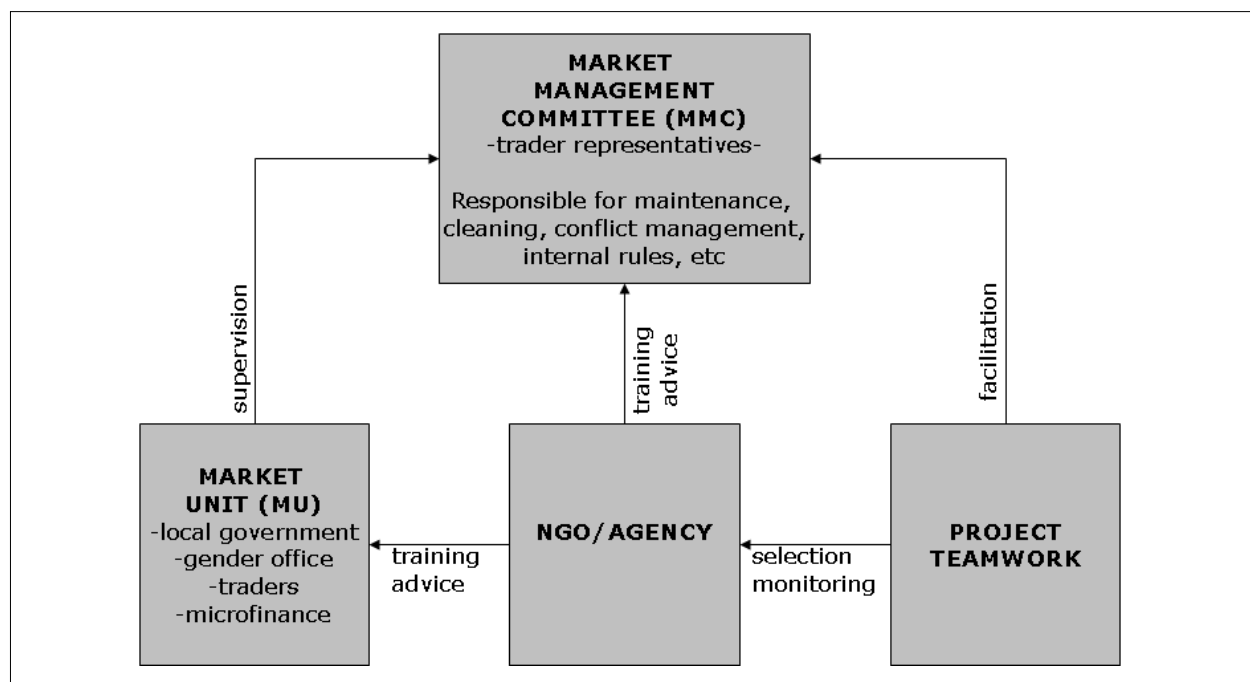 MARKET
MANAGEMENT
COMMITTEE (MMC)
-trader representatives-
Responsible for maintenance,
cleaning, conflict management,
internal rules, etc
supervision
training
advice
facilitation
MARKET
UNIT (MU)
-local government
-gender office
-traders
-microfinance
training
advice
NGO/AGENCY
selection
monitoring
PROJECT
TEAMWORK